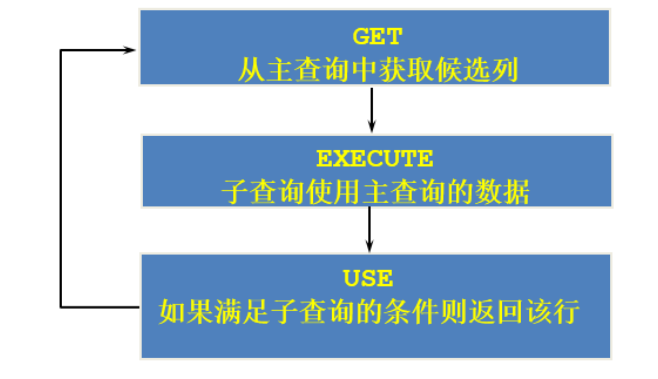 GET
从主查询中获取候选列
EXECUTE
子查询使用主查询的数据
USE
如果满足子查询的条件则返回该行